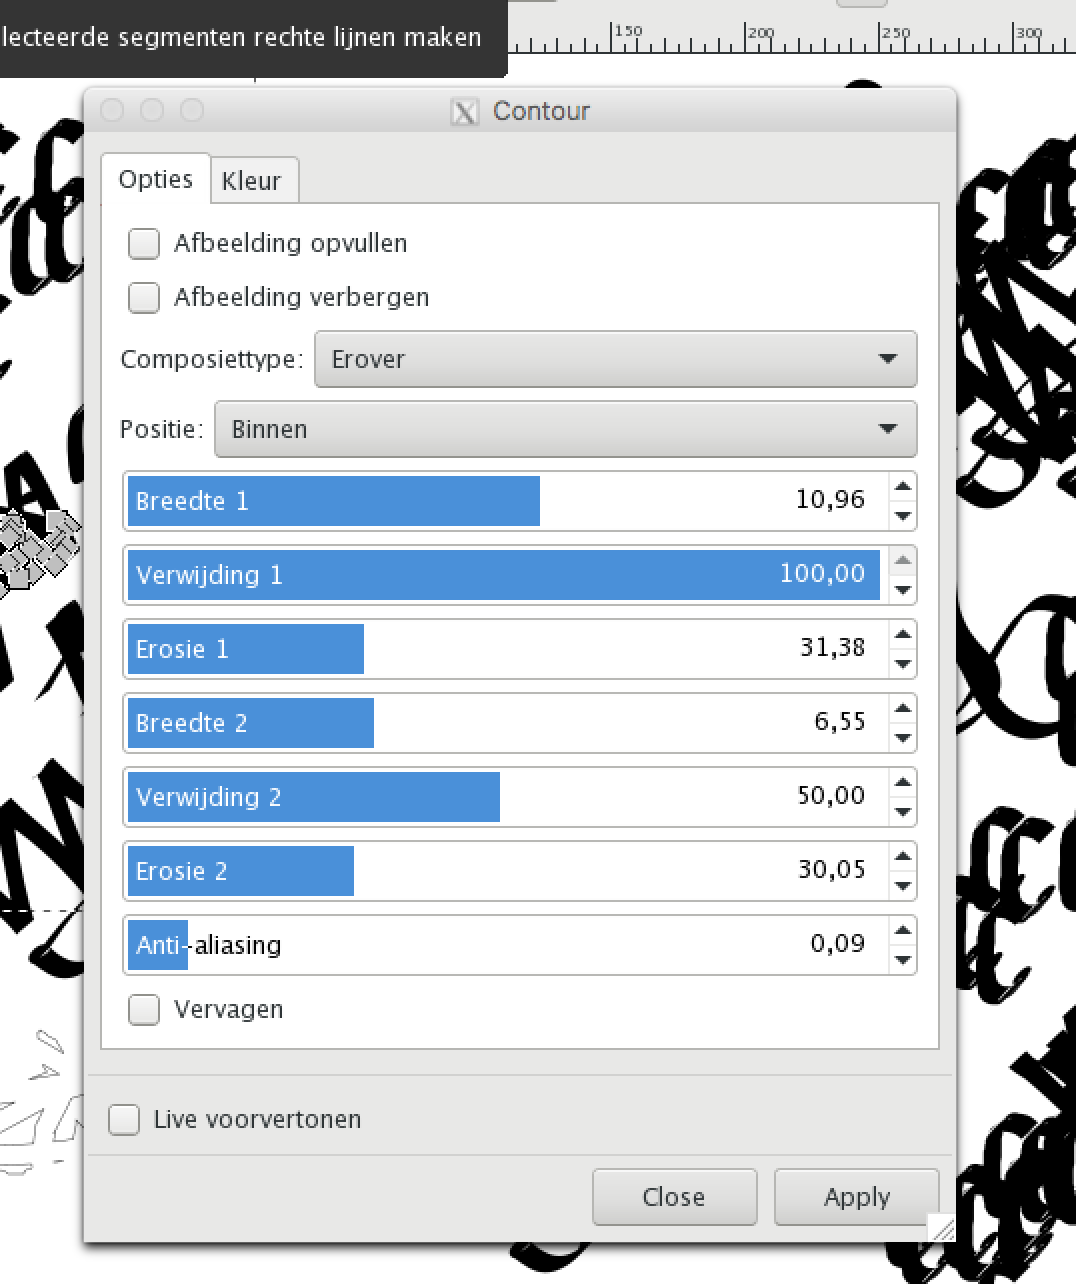 lecteerde segmenten rechte lijnen maken
150
200
250
300
Contour
Opties
Kleur
Afbeelding opvullen
Afbeelding verbergen
Composiettype: Erover
Positie: Binnen
Breedte 1 10,96
Verwijding 1 100,00
Erosie 1 31,38
Breedte 2 6,55
Verwijding 2 50,00
Erosie 2 30,05
Anti-aliasing 0,09
Vervagen
Live voorvertonen
Close
Apply